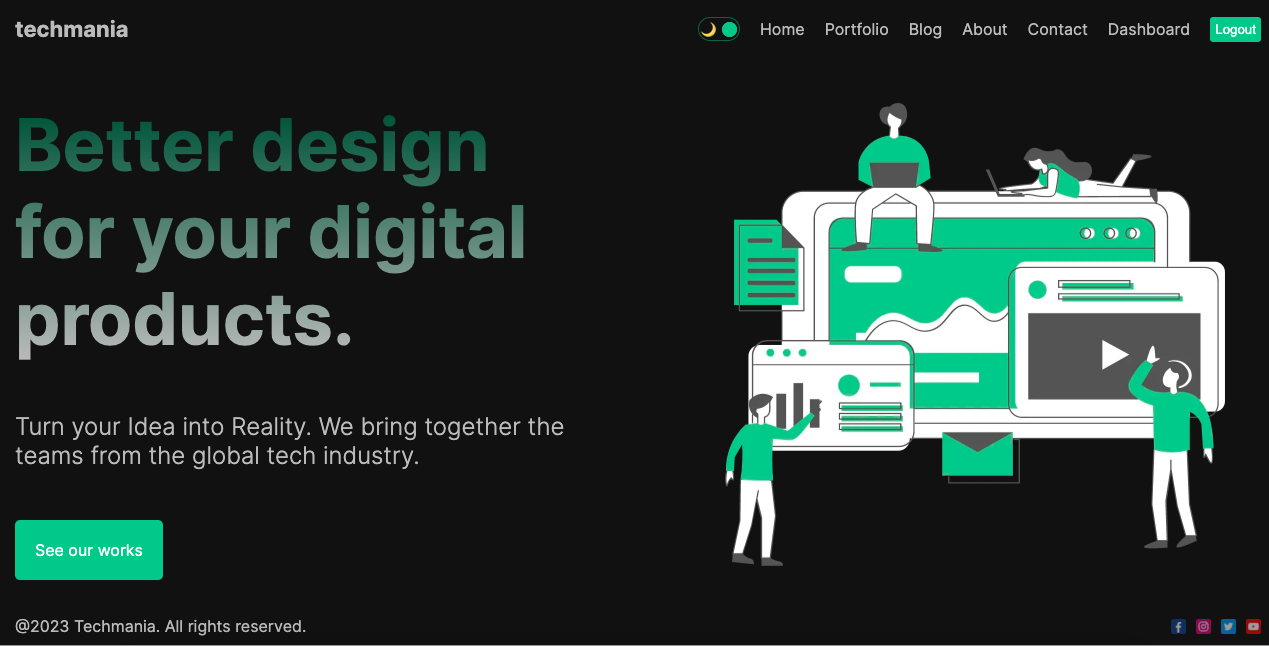 techmania
Home Portfolio Blog About Contact Dashboard Logout
Better design
for your digital
products.
Turn your Idea into Reality. We bring together the
teams from the global tech industry.
See our works
@2023 Techmania. All rights reserved.